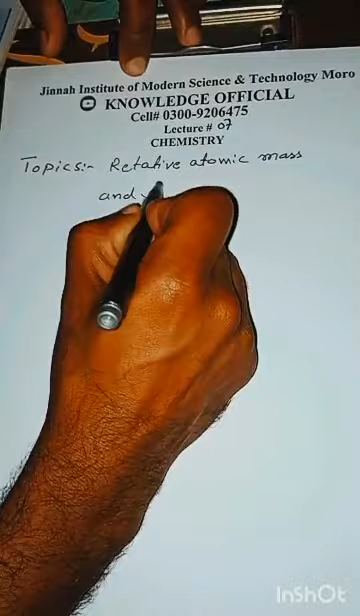 Jinnah Institute of Modern Science & Technology Moro
KNOWLEDGE OFFICIAL
Cell# 0300-9206475
Lecture # 07
CHEMISTRY
Topics:- Retative atomic mass
and
InShOt